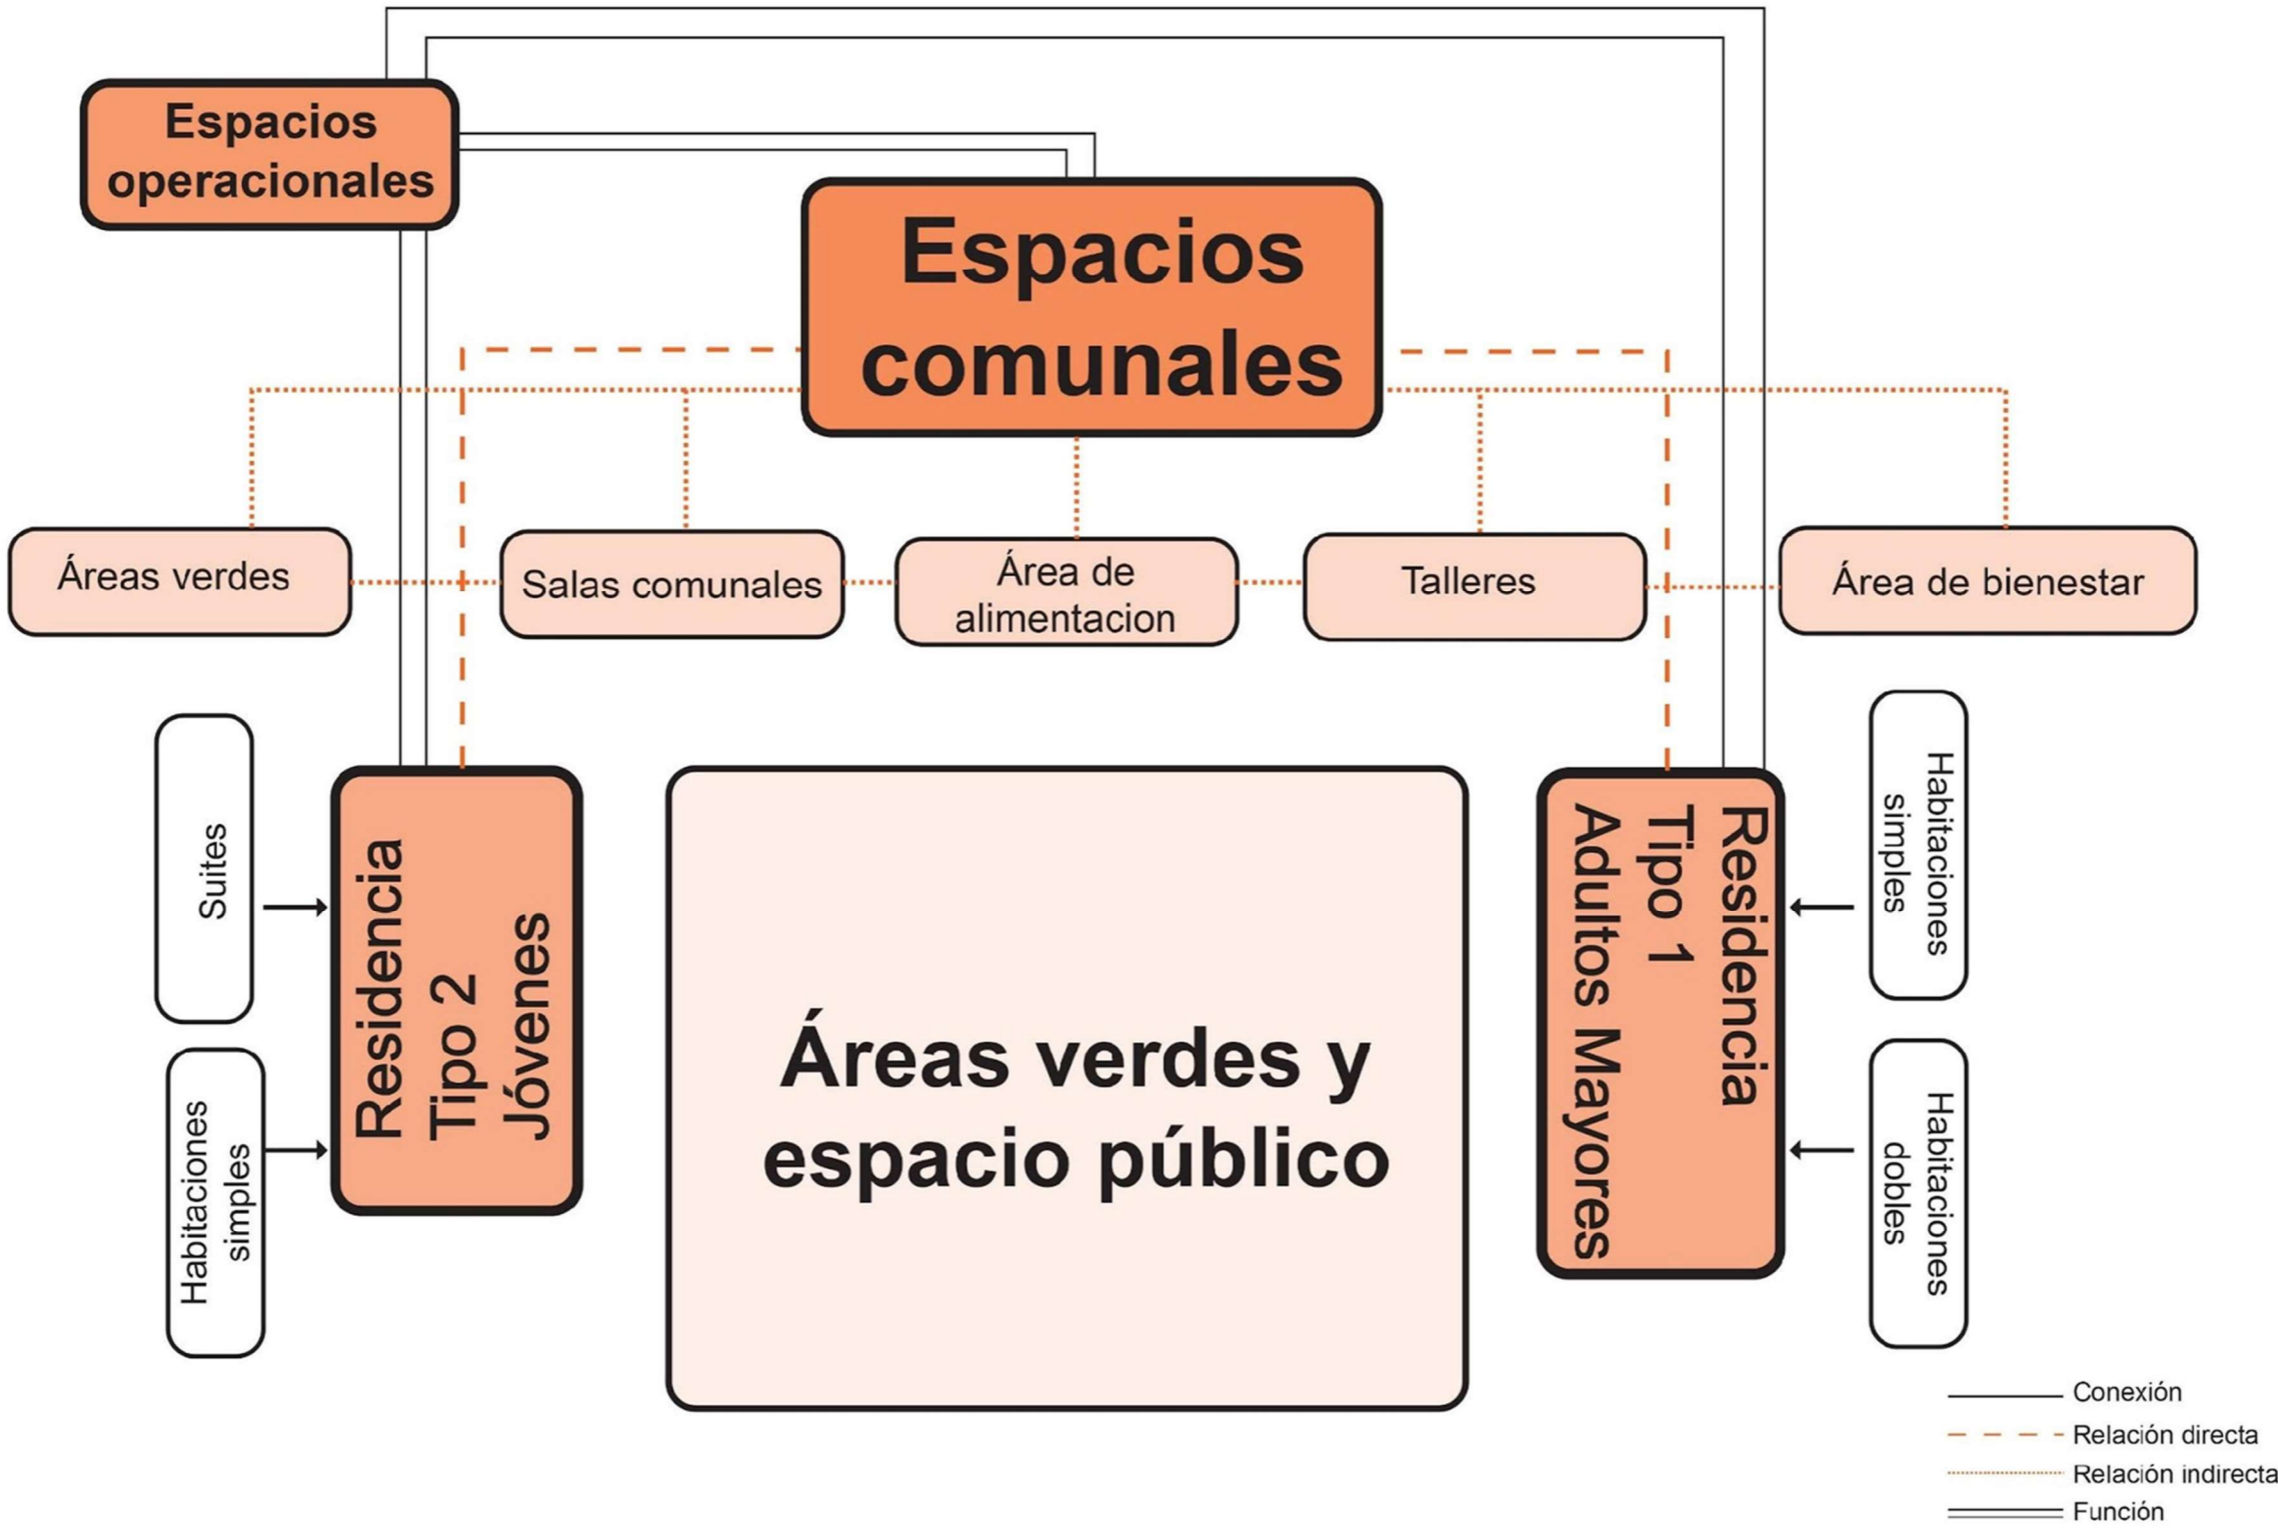 Espacios
operacionales
Espacios
comunales
Áreas verdes
Salas comunales
Área de
alimentacion
Talleres
Área de bienestar
Suites
Habitaciones
simples
Residencia
Tipo 2
Jóvenes
Áreas verdes y
espacio público
Residencia
Tipo 1
Adultos Mayores
Habitaciones
simples
Habitaciones
dobles
Conexión
Relación directa
Relación indirecta
Función